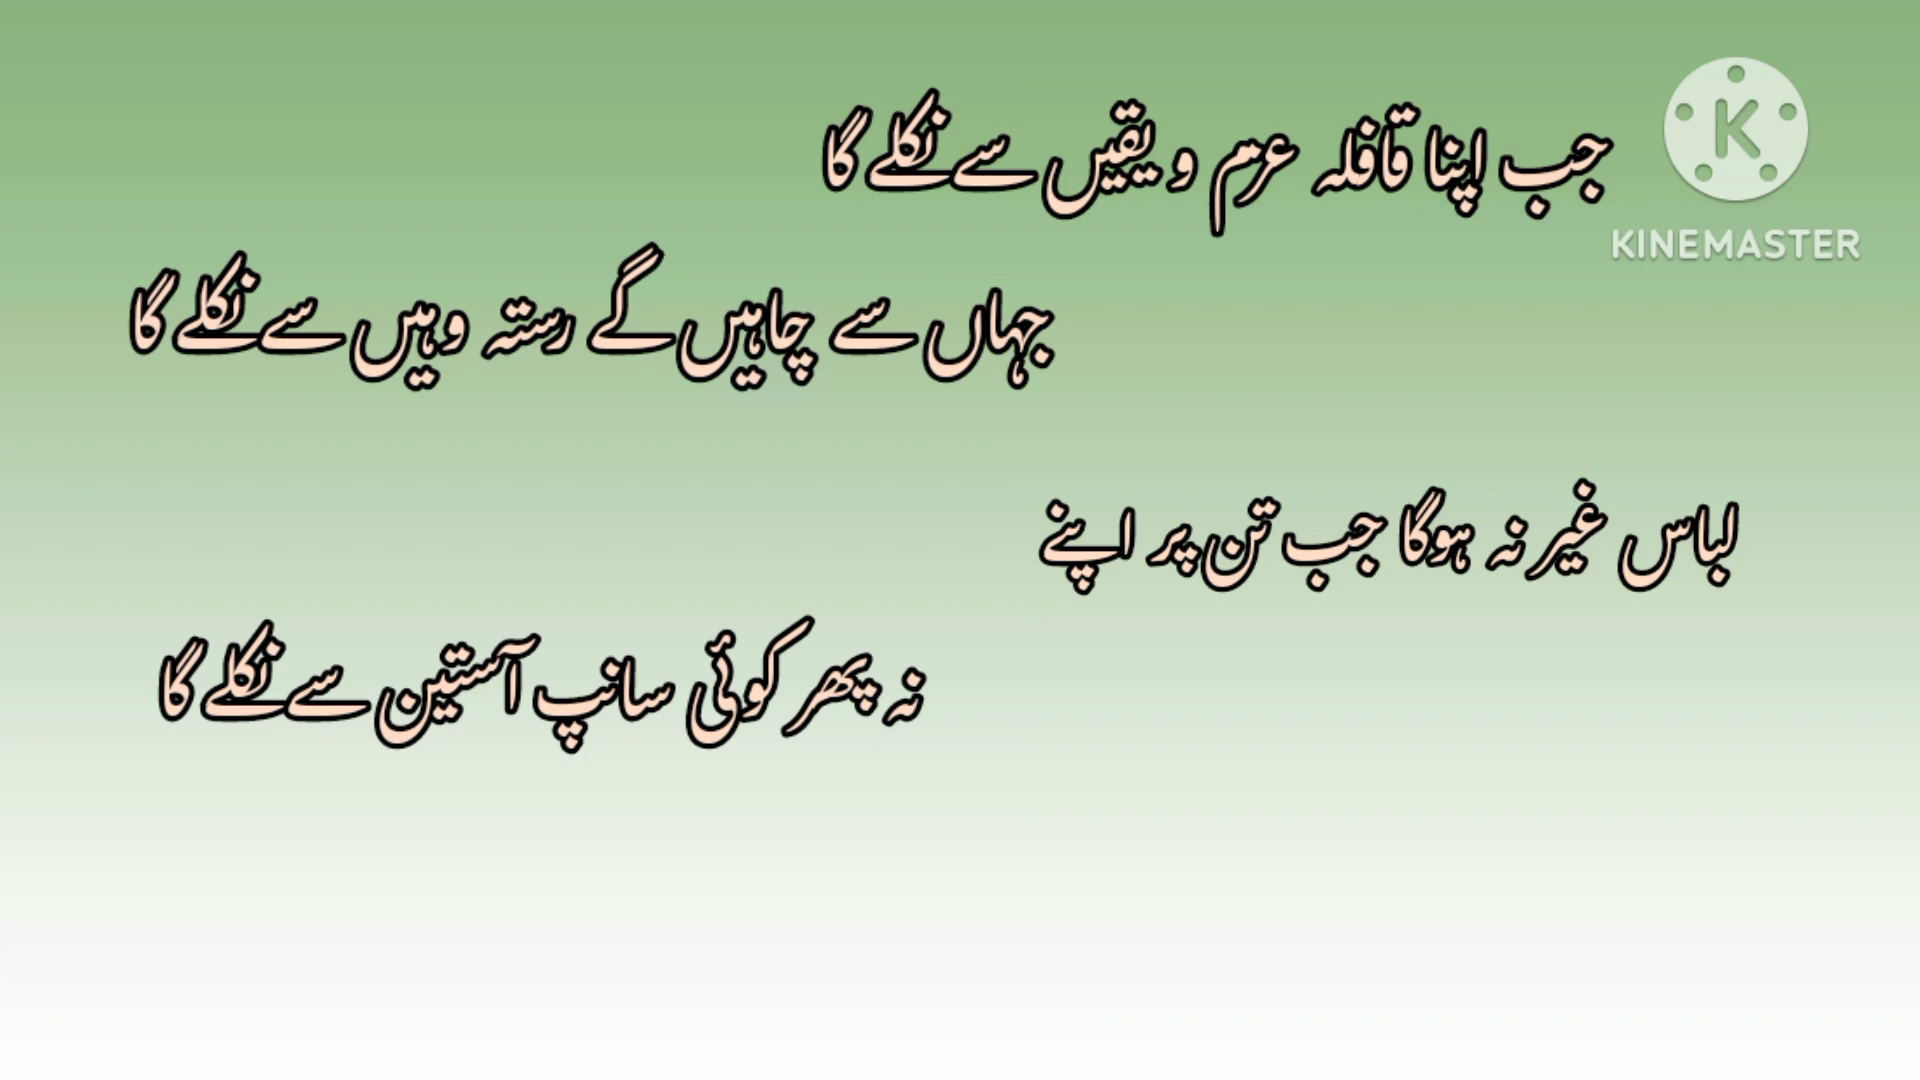 جب اپنا قافلہ عزم و یقیں سے نکلے گا
KINEMASTER
جہاں سے چاہیں گے رستہ وہیں سے نکلے گا
لباس غیر نہ ہوگا جب تن پر اپنے
نہ پھر کوئی سانپ آستین سے نکلے گا